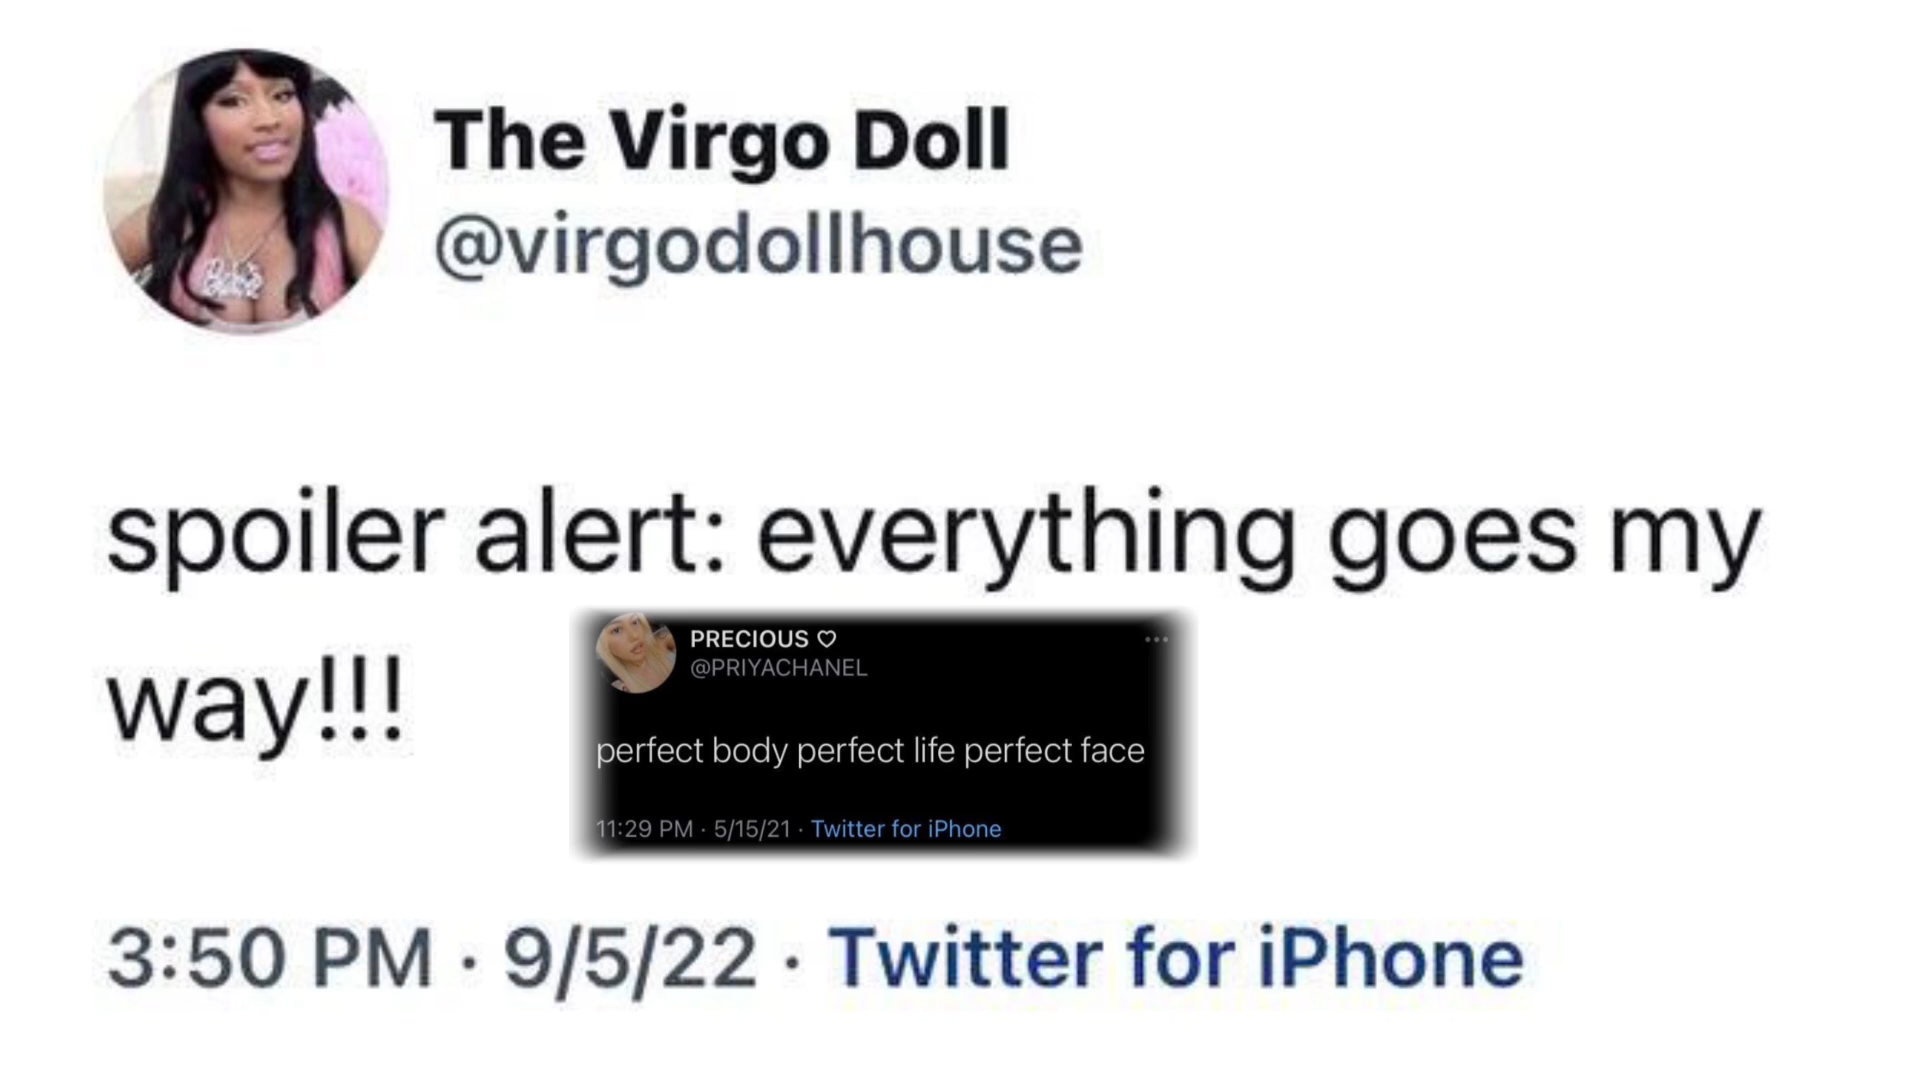 The Virgo Doll
@virgodollhouse
spoiler alert: everything goes my
way!!!
PRECIOUS ♡
@PRIYACHANEL
perfect body perfect life perfect face
11:29 PM · 5/15/21 · Twitter for iPhone
3:50 PM · 9/5/22 · Twitter for iPhone